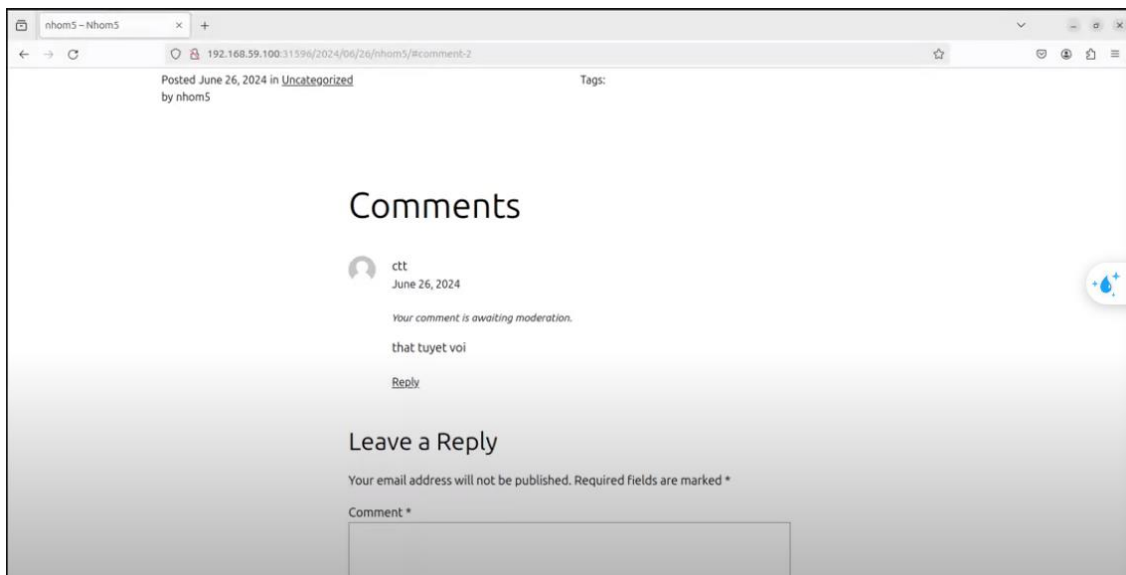 nhom5 – Nhom5
192.168.59.100:31596/2024/06/26/nhom5/#comment-2
Posted June 26, 2024 in Uncategorized
Tags:
by nhom5
Comments
ctt
June 26, 2024
Your comment is awaiting moderation.
that tuyet voi
Reply
Leave a Reply
Your email address will not be published. Required fields are marked *
Comment *